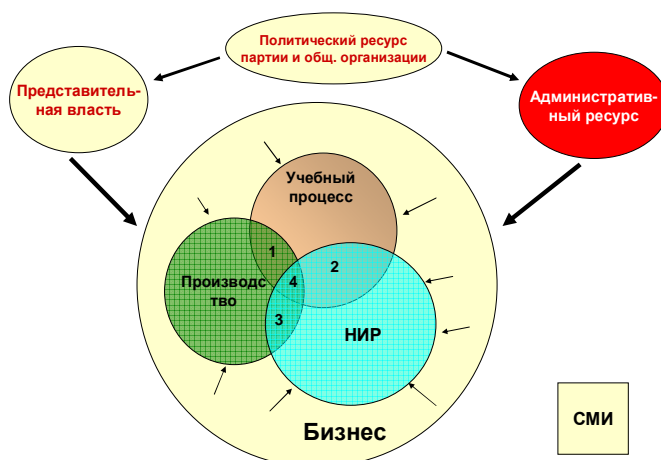 Политический ресурс
партии и общ. организации
Представитель-
ная власть
Административ-
ный ресурс
Учебный
процесс
1
2
Производс
тво
4
3
НИР
СМИ
Бизнес